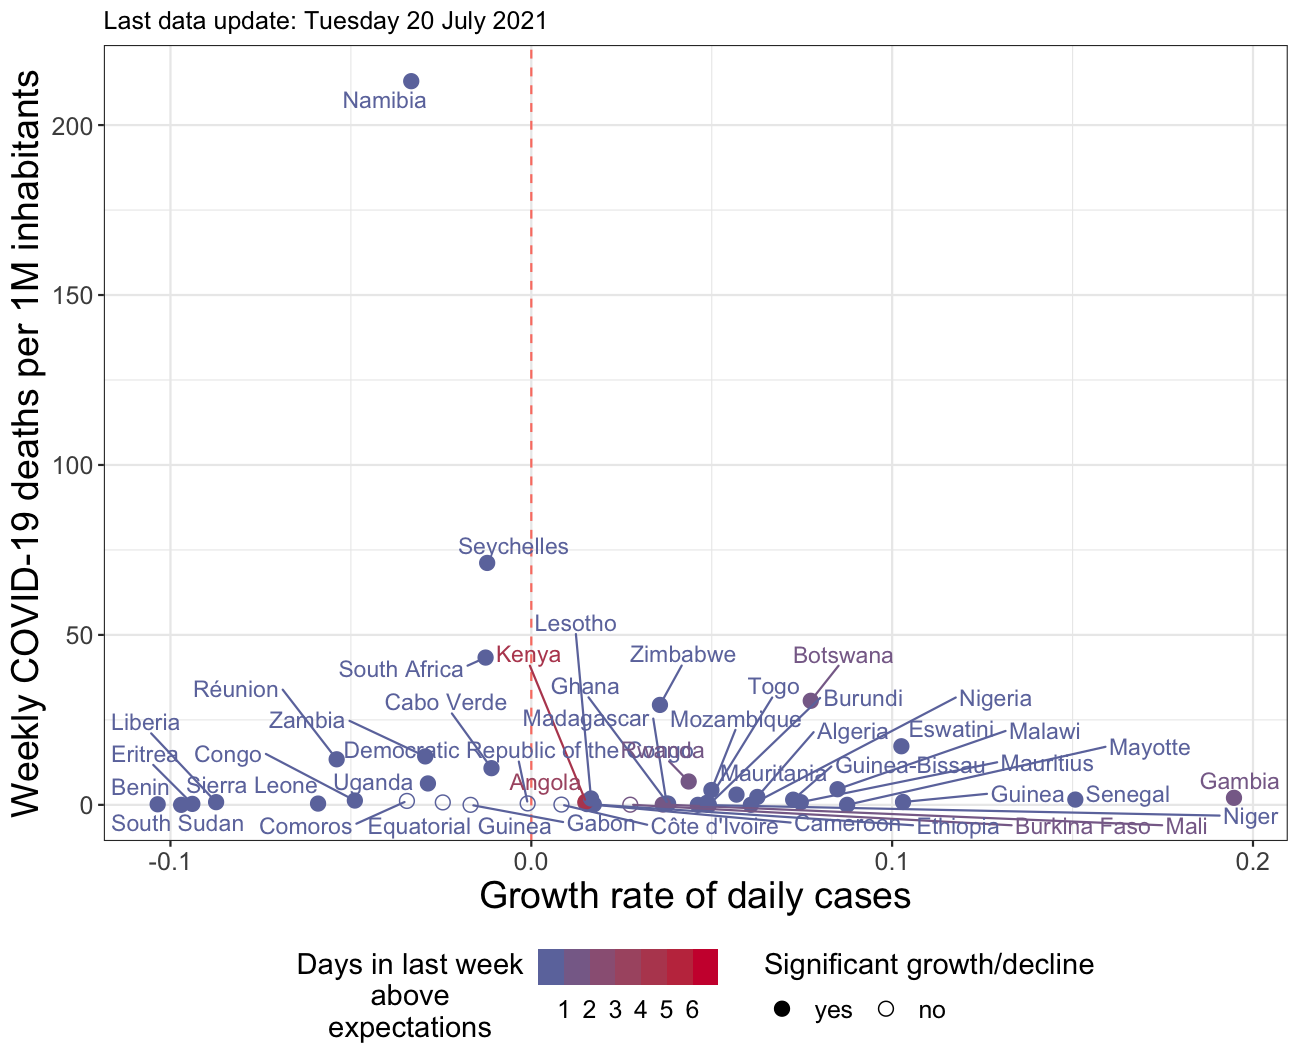 Last data update: Tuesday 20 July 2021
Weekly COVID-19 deaths per 1M inhabitants
200
150
100
50
0
Namibia
Seychelles
Lesotho
South Africa
Kenya
Zimbabwe
Botswana
Réunion
Cabo Verde
Ghana
Togo
Burundi
Nigeria
Liberia
Zambia
Madagascar
Mozambique
Algeria
Eswatini
Malawi
Eritrea
Congo
Democratic Republic of the Congo
Rwanda
Mauritania
Guinea-Bissau
Mauritius
Mayotte
Benin
Sierra Leone
Uganda
Angola
Guinea
Senegal
Gambia
South Sudan
Comoros
Equatorial Guinea
Gabon
Côte d'Ivoire
Cameroon
Ethiopia
Burkina Faso
Mali
Niger
-0.1
0.0
0.1
0.2
Growth rate of daily cases
Days in last week
above
expectations
1 2 3 4 5 6
Significant growth/decline
yes
no